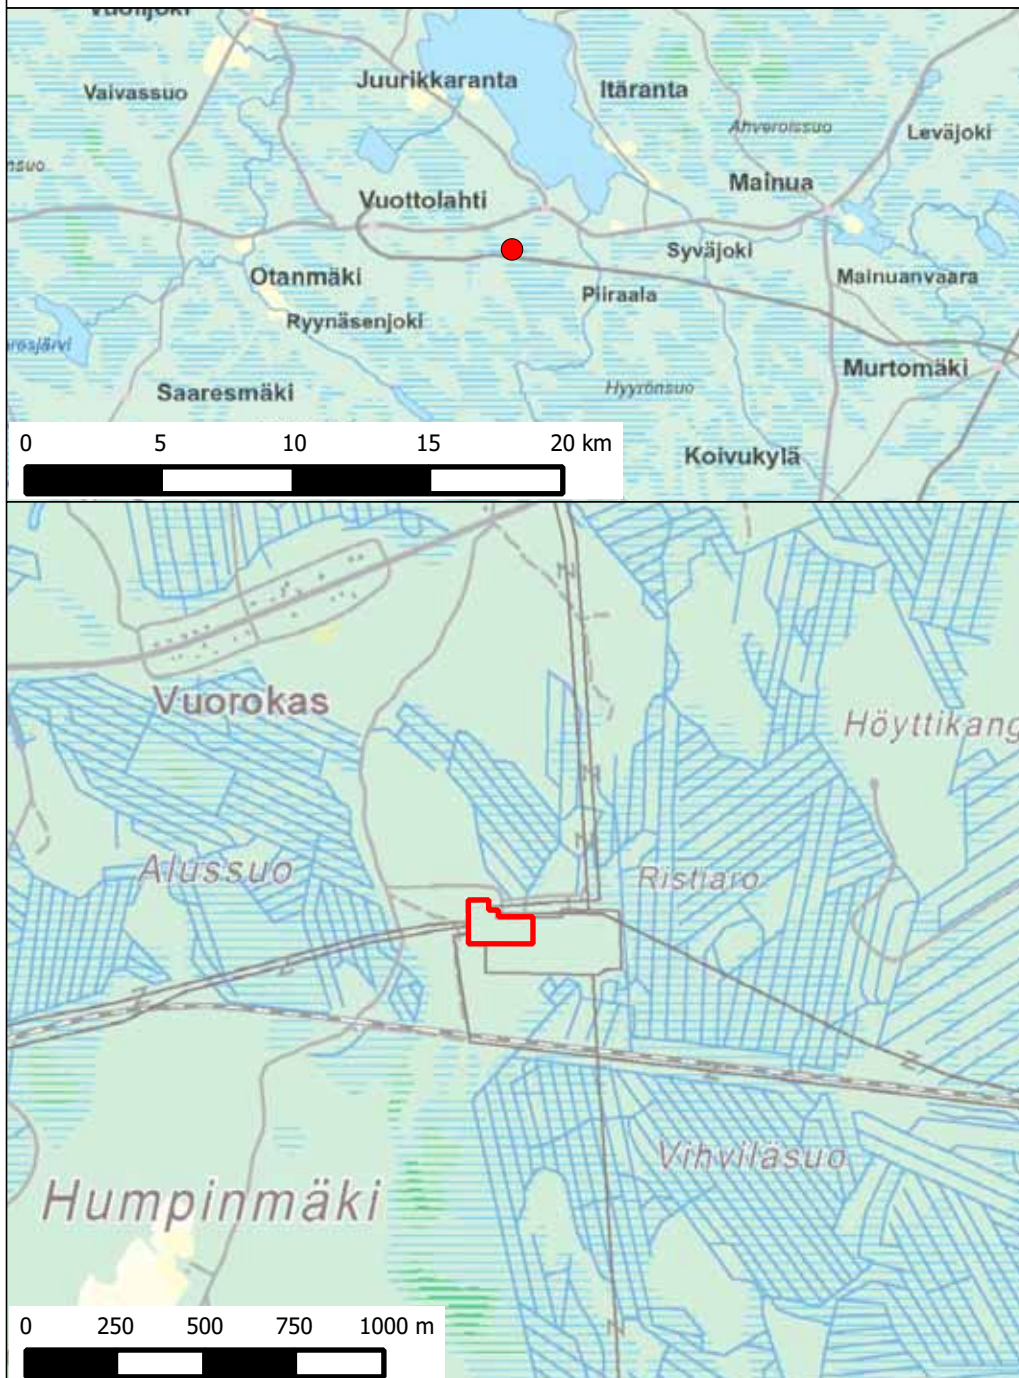 Vuolijoki
Juurikkaranta
Itäranta
Vaivassuo
Ahveroissuo
Leväjoki
Mainua
Vuottolahti
Syväjoki
Otanmäki
Mainuanvaara
Piiraala
Ryynäsenjoki
Murtomäki
Hyyrönsuo
Saaresmäki
Koivukylä
0 5 10 15 20 km
Vuorokas
Höyttikang
Alussuo
Ristiaro
Vihviläsuo
Humpinmäki
0 250 500 750 1000 m